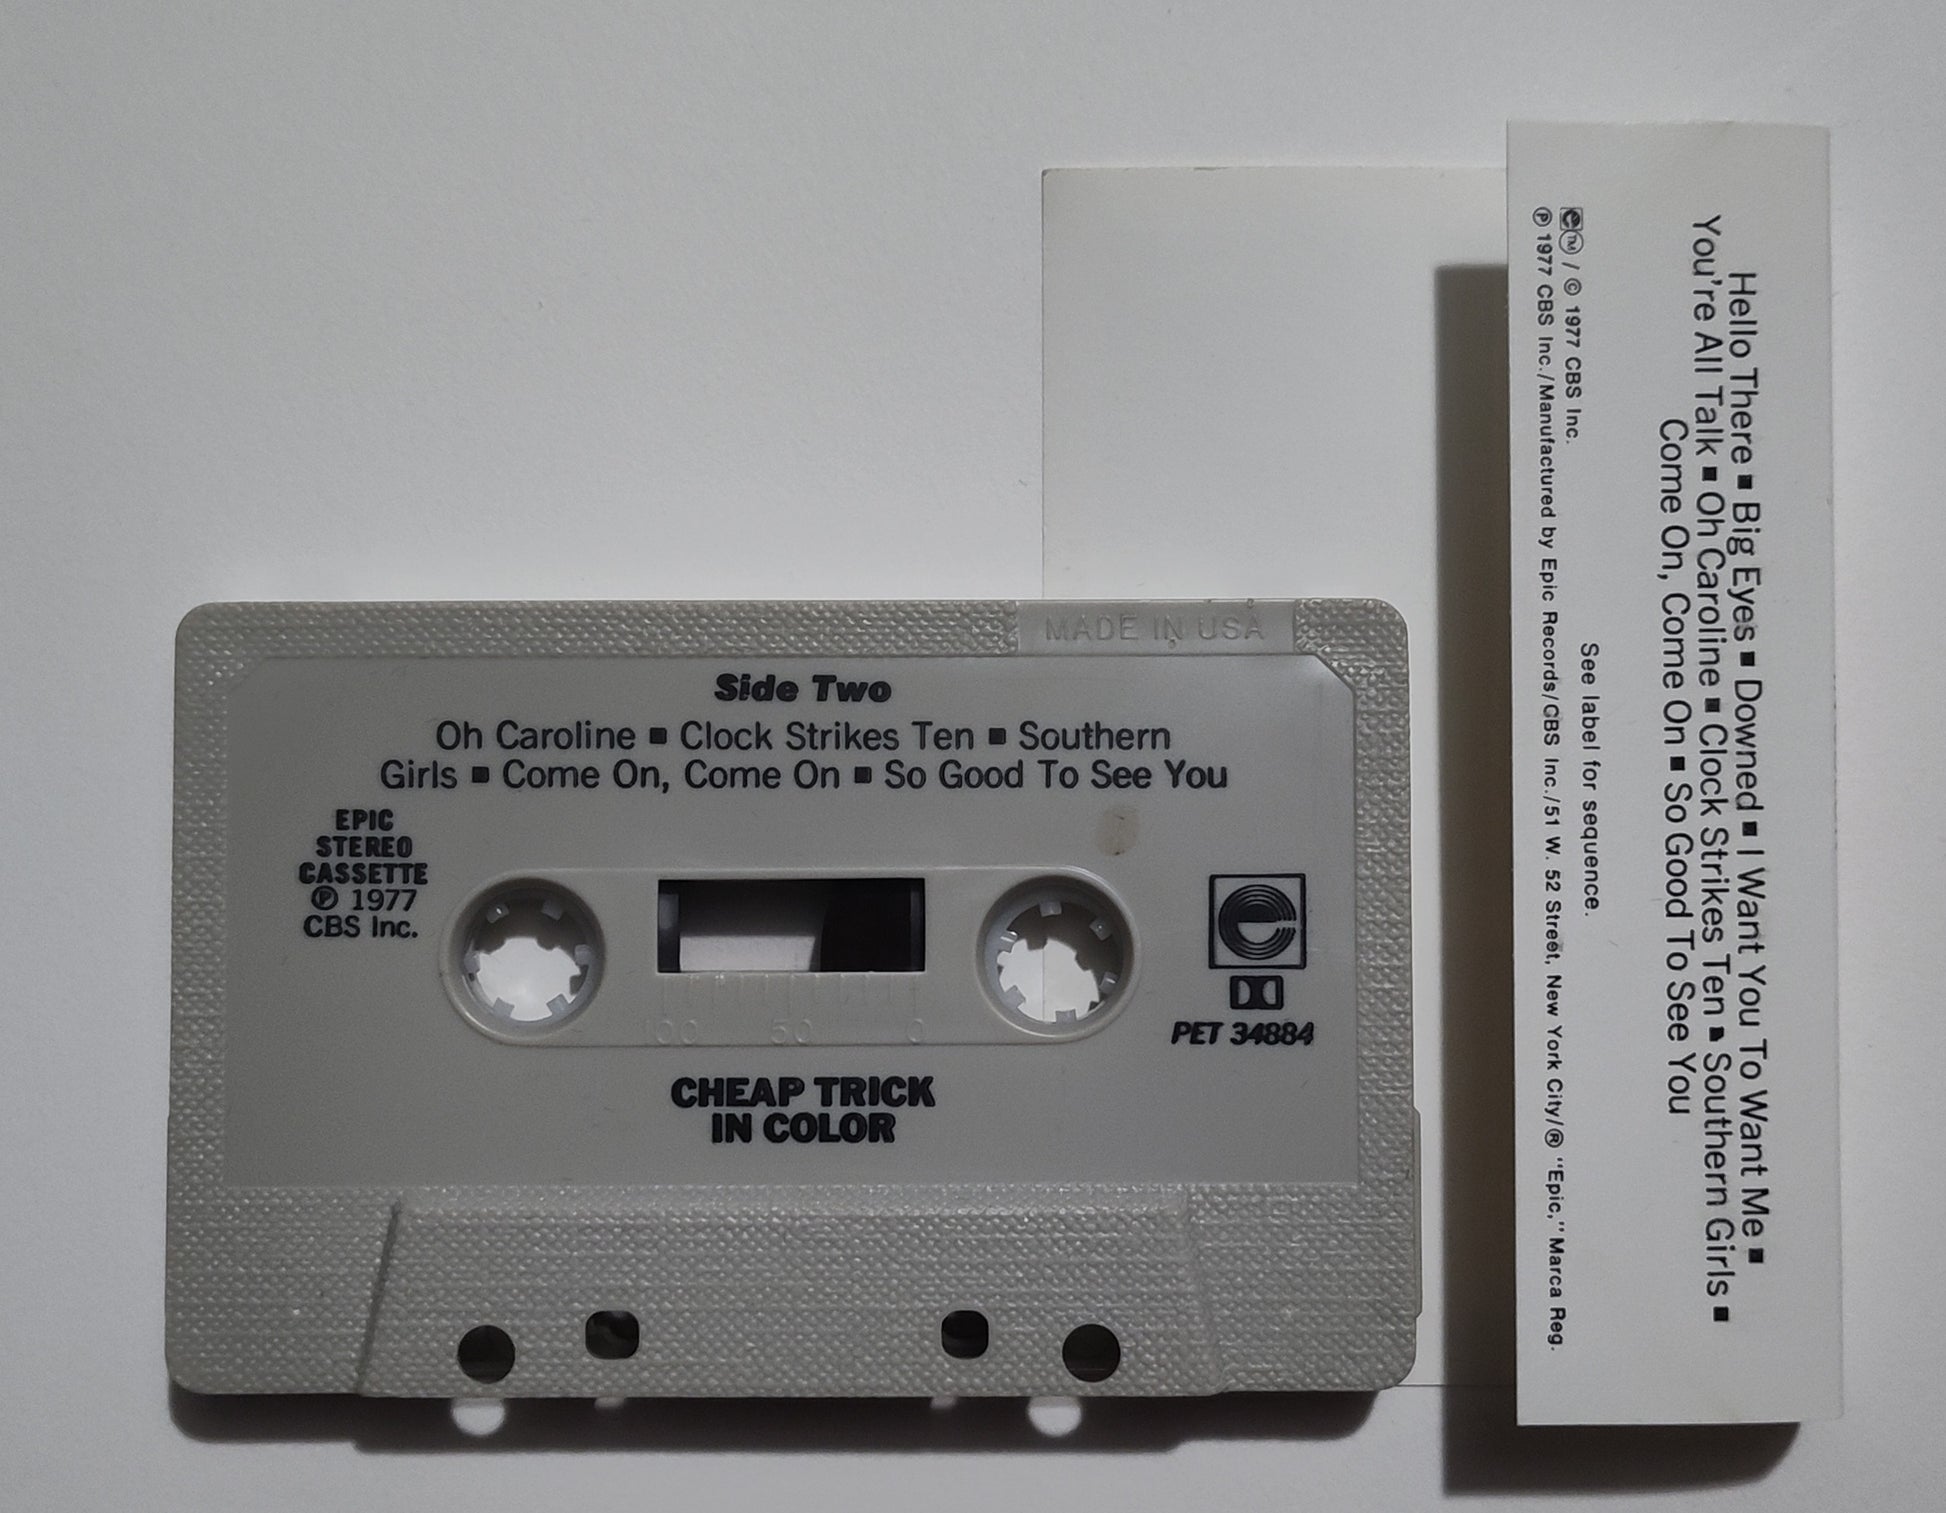 MADE IN USA
Side Two
Oh Caroline ▪ Clock Strikes Ten ▪ Southern
Girls ▪ Come On, Come On ▪ So Good To See You
EPIC
STEREO
CASSETTE
℗ 1977
CBS Inc.
e
PET 34884
100 50 0
CHEAP TRICK
IN COLOR
Hello There ▪ Big Eyes ▪ Downed ▪ I Want You To Want Me ▪
You're All Talk ▪ Oh Caroline ▪ Clock Strikes Ten ▪ Southern Girls ▪
Come On, Come On ▪ So Good To See You
See label for sequence.
e ™ / © 1977 CBS Inc.
℗ 1977 CBS Inc./Manufactured by Epic Records/CBS Inc./51 W. 52 Street, New York City/® "Epic," Marca Reg.